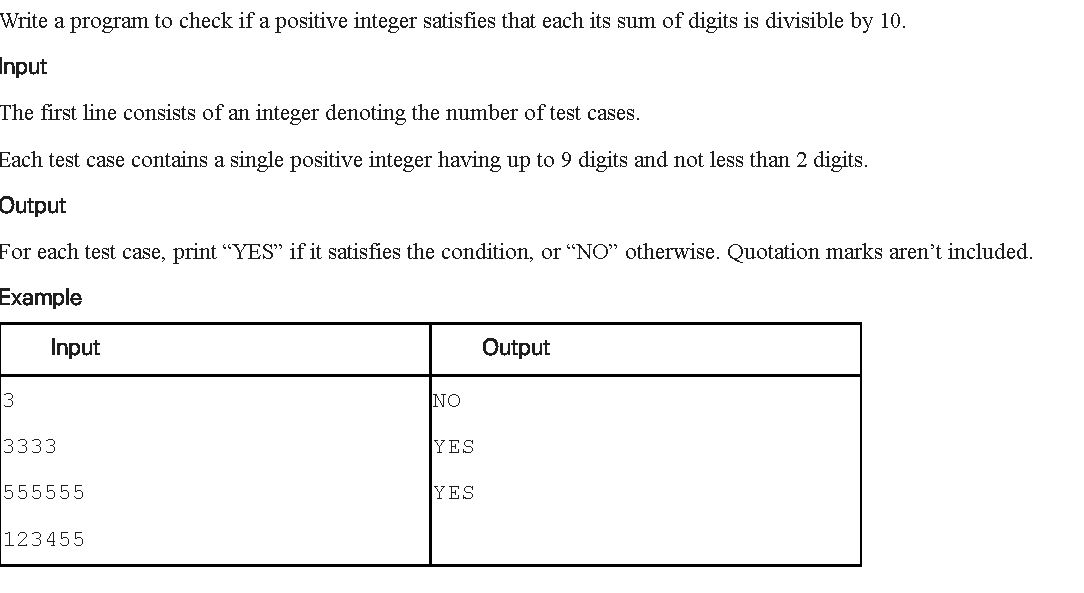 Write a program to check if a positive integer satisfies that each its sum of digits is divisible by 10.
Input
The first line consists of an integer denoting the number of test cases.
Each test case contains a single positive integer having up to 9 digits and not less than 2 digits.
Output
For each test case, print “YES” if it satisfies the condition, or “NO” otherwise. Quotation marks aren’t included.
Example
Input Output
3 NO
3333 YES
555555 YES
123455